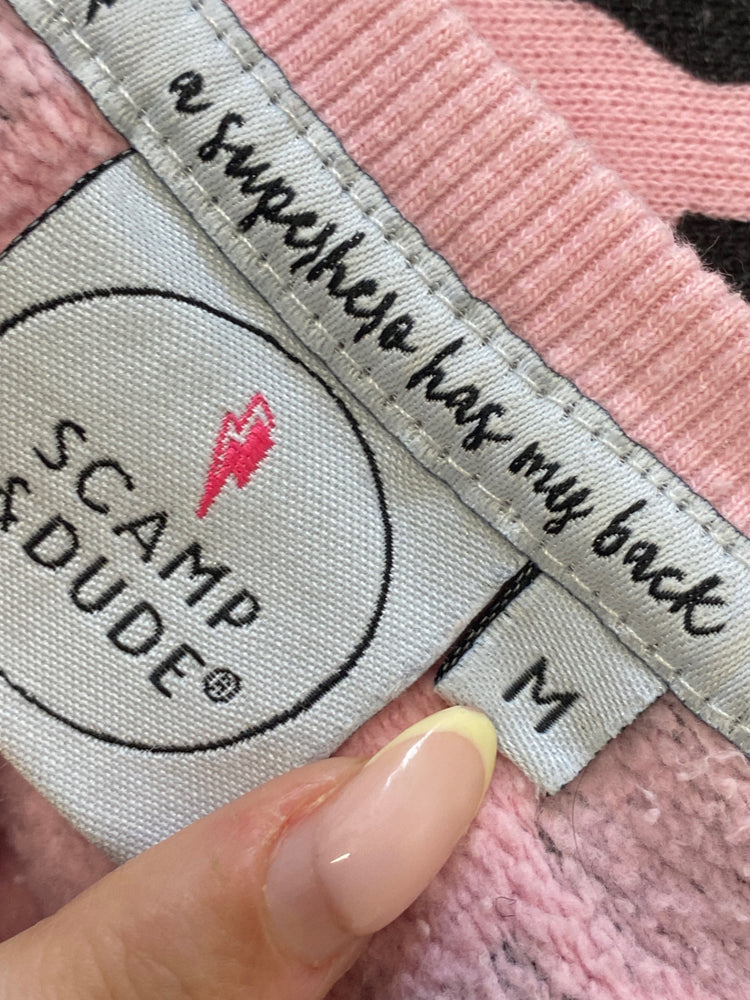 a superhero has my back
SCAMP
& DUDE®
M